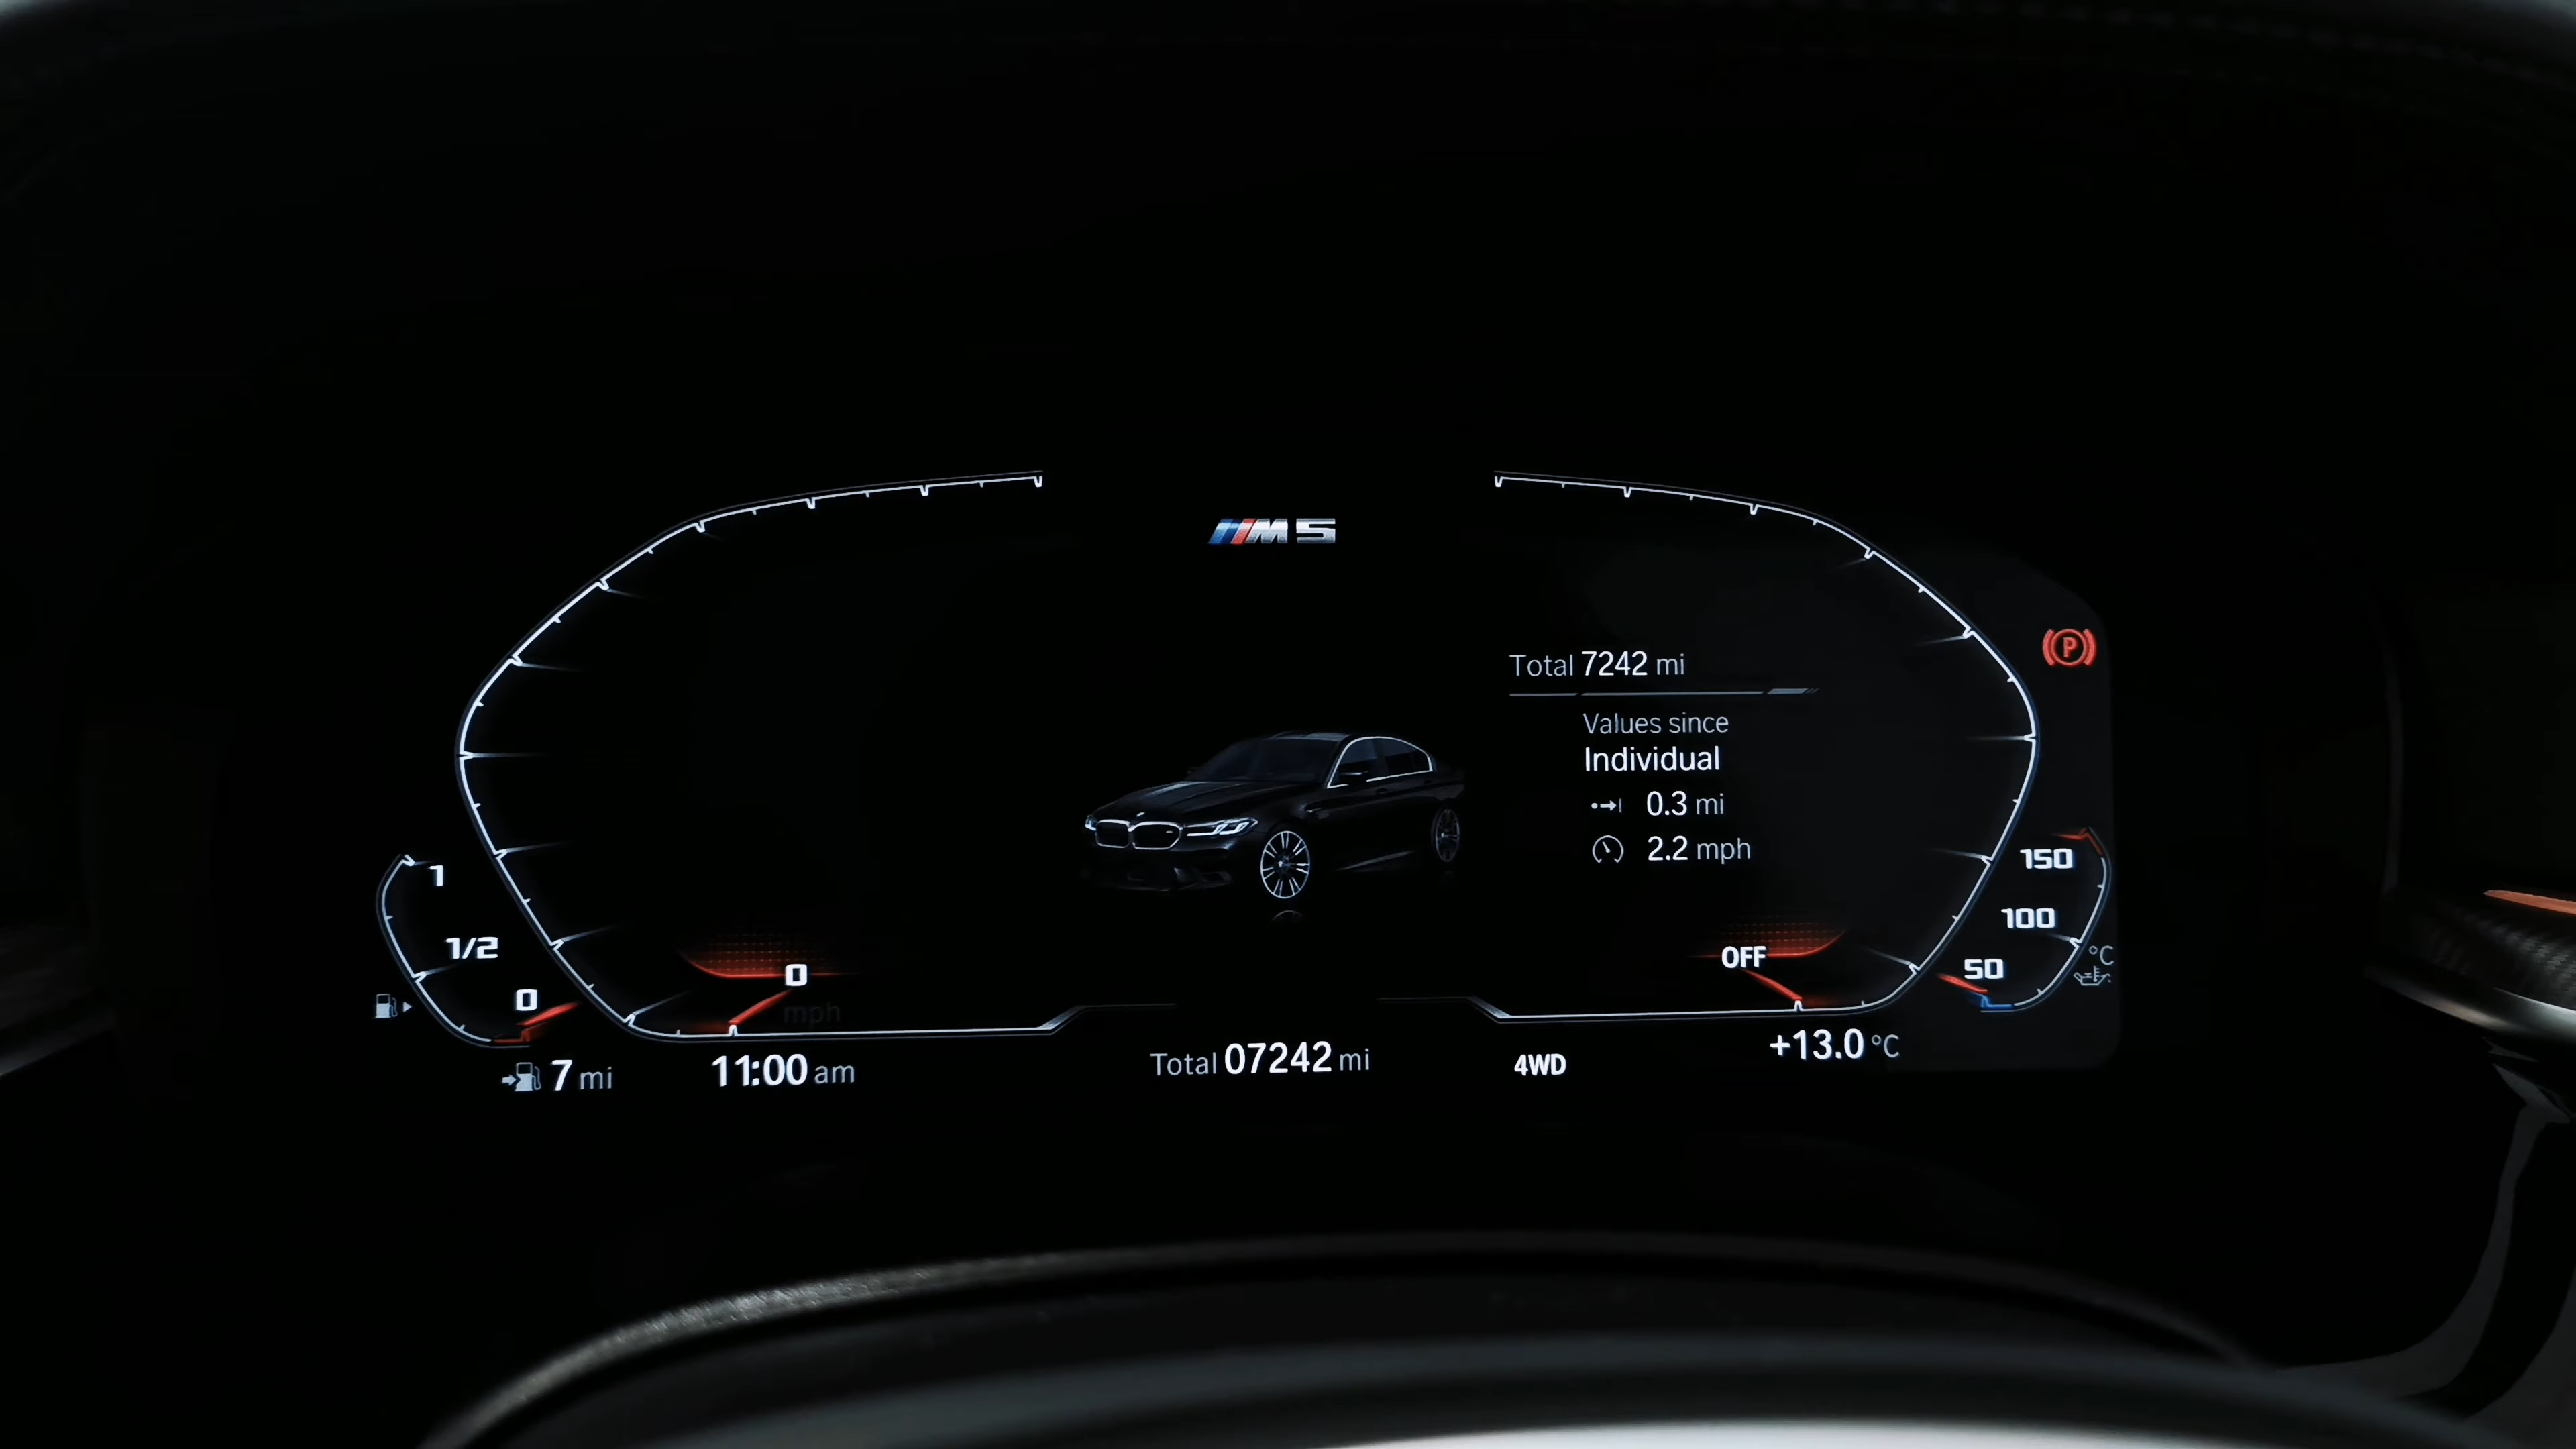 M5
Total 7242 mi
Values since
Individual
0.3 mi
2.2 mph
P
1
1/2
0
0
mph
OFF
150
100
50
°C
7 mi
11:00 am
Total 07242 mi
4WD
+13.0 °C